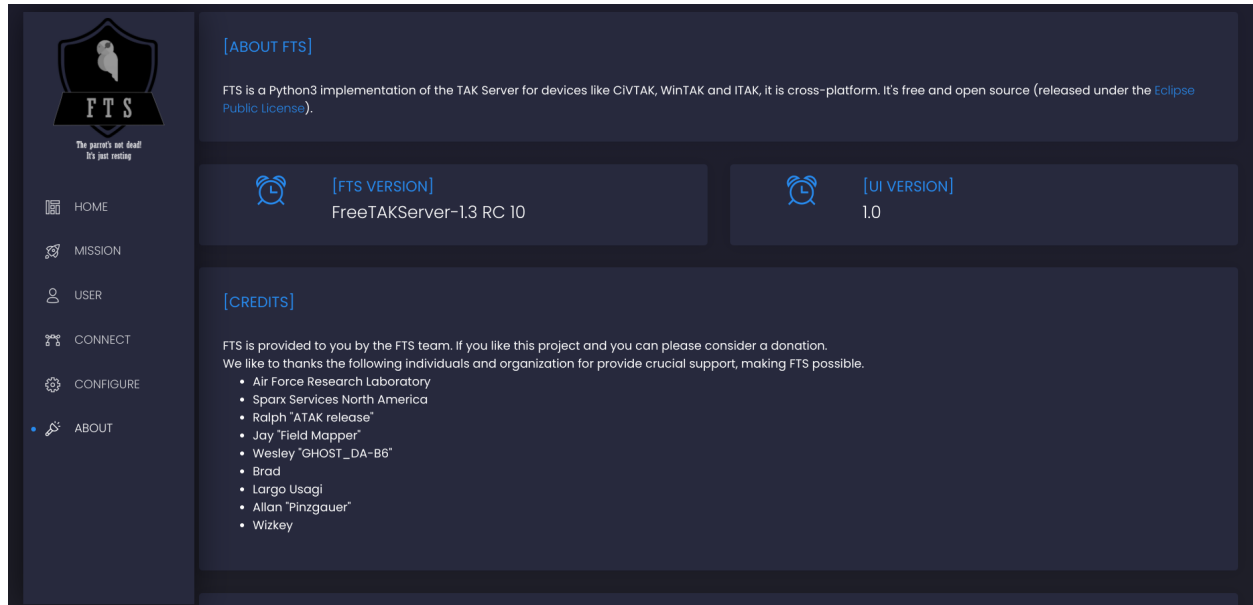 FTS
The parrot's not dead!
It's just resting
HOME
MISSION
USER
CONNECT
CONFIGURE
ABOUT
[ABOUT FTS]
FTS is a Python3 implementation of the TAK Server for devices like CiVTAK, WinTAK and ITAK, it is cross-platform. It's free and open source (released under the Eclipse
Public License).
[FTS VERSION]
FreeTAKServer-1.3 RC 10
[UI VERSION]
1.0
[CREDITS]
FTS is provided to you by the FTS team. If you like this project and you can please consider a donation.
We like to thanks the following individuals and organization for provide crucial support, making FTS possible.
• Air Force Research Laboratory
• Sparx Services North America
• Ralph "ATAK release"
• Jay "Field Mapper"
• Wesley "GHOST_DA-B6"
• Brad
• Largo Usagi
• Allan "Pinzgauer"
• Wizkey